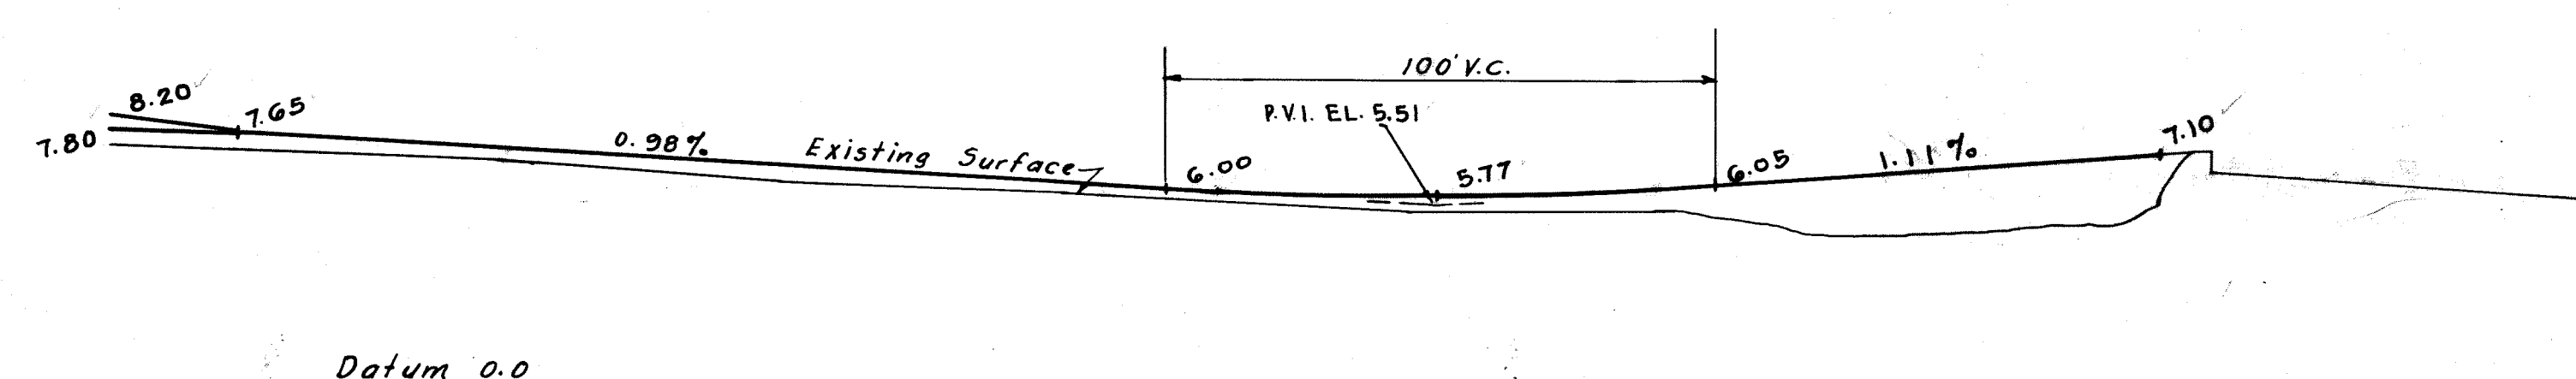 100' V.C.
8.20
7.65
P.V.I. EL. 5.51
7.10
7.80
0.98%
Existing Surface
6.00
5.77
6.05
1.11%
Datum 0.0